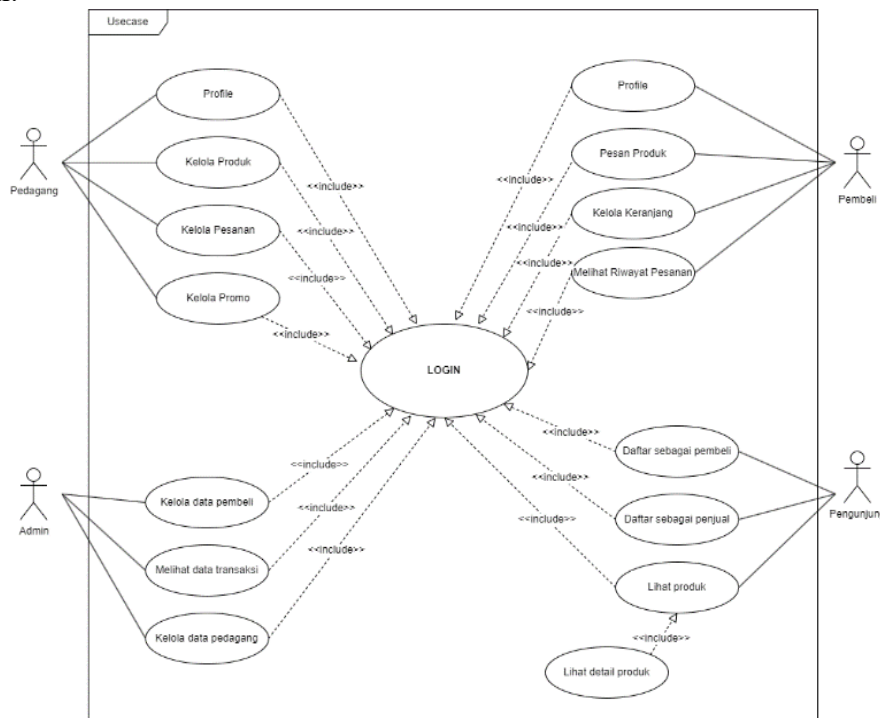 Usecase
Profile
Profile
Pesan Produk
Kelola Produk
Pedagang
Pembeli
<<include>>
<<include>>
<<include>>
<<include>>
Kelola Keranjang
Kelola Pesanan
<<include>>
<<include>>
Melihat Riwayat Pesanan
<<include>>
Kelola Promo
<<include>>
LOGIN
Daftar sebagai pembeli
<<include>>
<<include>>
<<include>>
<<include>>
Kelola data pembeli
Daftar sebagai penjual
Admin
Pengunjun
<<include>>
<<include>>
Melihat data transaksi
Lihat produk
Kelola data pedagang
<<include>>
Lihat detail produk